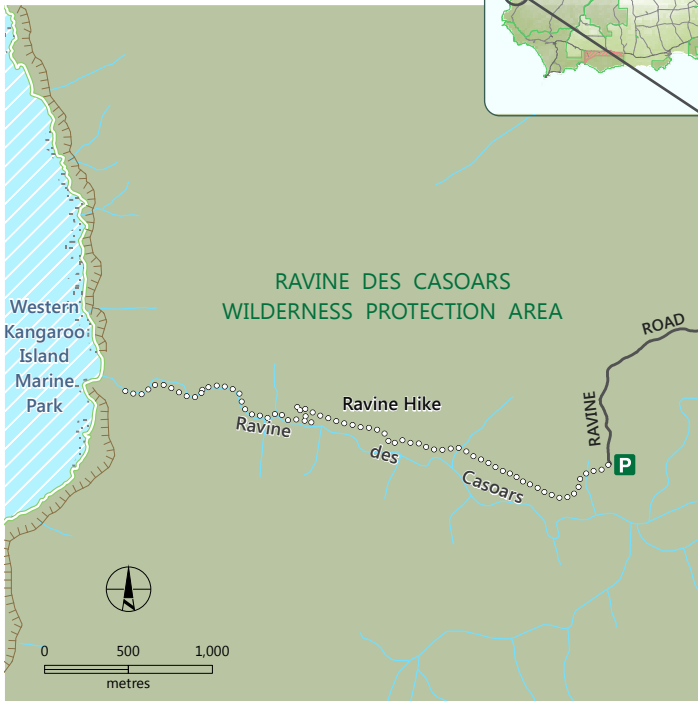 RAVINE DES CASOARS
WILDERNESS PROTECTION AREA
Western
Kangaroo
Island
Marine
Park
ROAD
RAVINE
Ravine Hike
Ravine
des
Casoars
P
0 500 1,000
metres